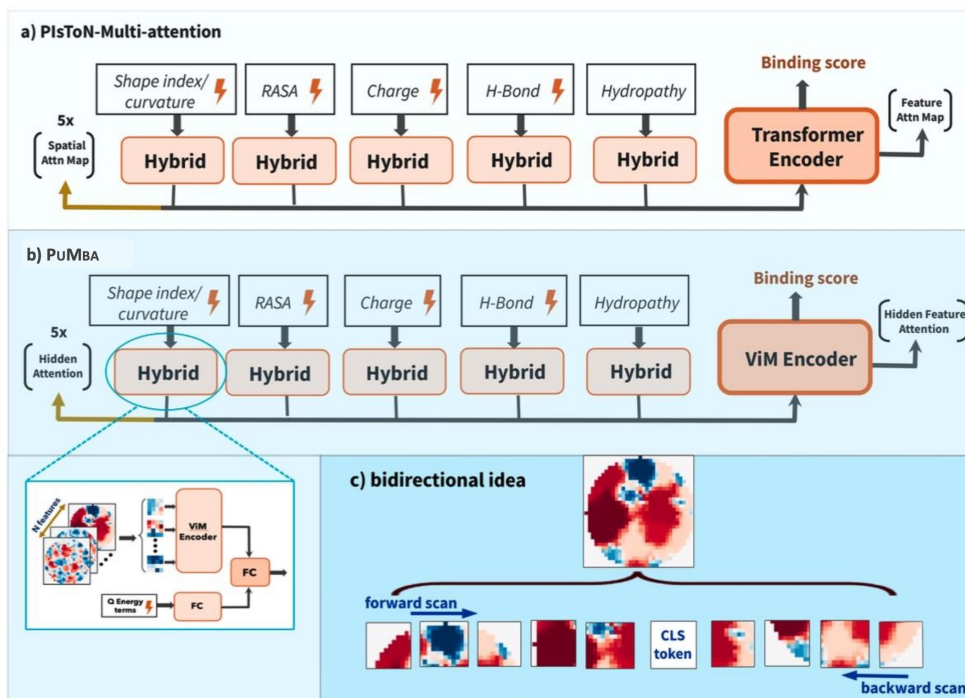 a) PIsToN-Multi-attention
Shape index/
curvature
RASA
Charge
H-Bond
Hydropathy
Binding score
5x
Spatial
Attn Map
Hybrid
Hybrid
Hybrid
Hybrid
Hybrid
Transformer
Encoder
Feature
Attn Map
b) PUMBA
Shape index/
curvature
RASA
Charge
H-Bond
Hydropathy
Binding score
5x
Hidden
Attention
Hybrid
Hybrid
Hybrid
Hybrid
Hybrid
ViM Encoder
Hidden Feature
Attention
N features
ViM
Encoder
FC
Q Energy
terms
FC
c) bidirectional idea
forward scan
CLS
token
backward scan